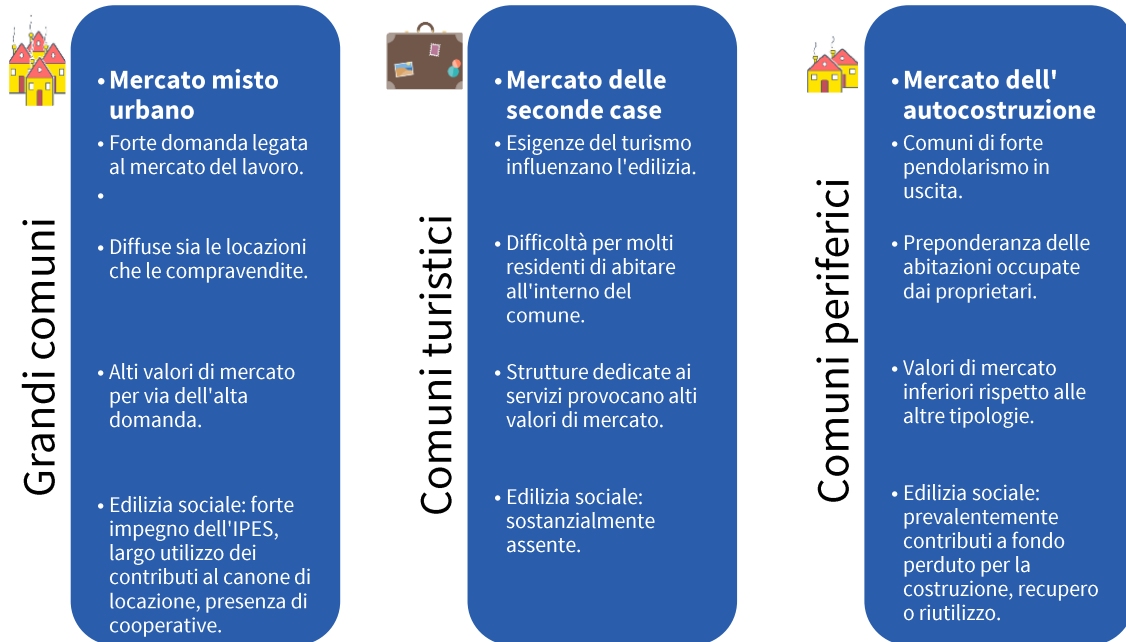 Grandi comuni
• Mercato misto
urbano
• Forte domanda legata
al mercato del lavoro.
•
• Diffuse sia le locazioni
che le compravendite.
• Alti valori di mercato
per via dell'alta
domanda.
• Edilizia sociale: forte
impegno dell'IPES,
largo utilizzo dei
contributi al canone di
locazione, presenza di
cooperative.
Comuni turistici
• Mercato delle
seconde case
• Esigenze del turismo
influenzano l'edilizia.
• Difficoltà per molti
residenti di abitare
all'interno del
comune.
• Strutture dedicate ai
servizi provocano alti
valori di mercato.
• Edilizia sociale:
sostanzialmente
assente.
Comuni periferici
• Mercato dell'
autocostruzione
• Comuni di forte
pendolarismo in
uscita.
• Preponderanza delle
abitazioni occupate
dai proprietari.
• Valori di mercato
inferiori rispetto alle
altre tipologie.
• Edilizia sociale:
prevalentemente
contributi a fondo
perduto per la
costruzione, recupero
o riutilizzo.